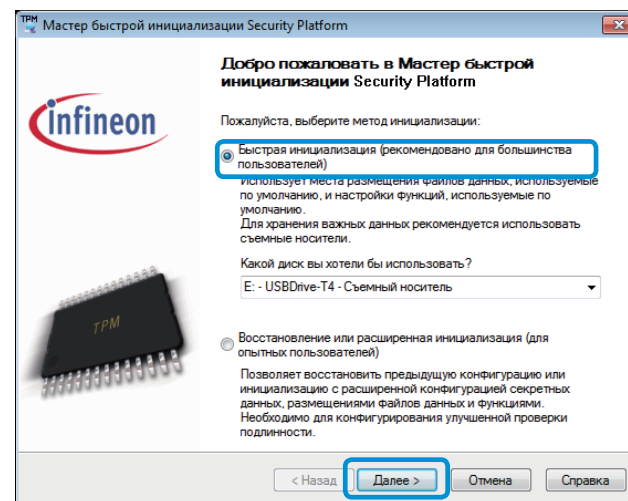 TPM Мастер быстрой инициализации Security Platform
Добро пожаловать в Мастер быстрой
инициализации Security Platform
infineon
Пожалуйста, выберите метод инициализации:
Быстрая инициализация (рекомендовано для большинства
пользователей)
Использует места размещения файлов данных, используемые
по умолчанию, и настройки функций, используемые по
умолчанию.
Для хранения важных данных рекомендуется использовать
съемные носители.
Какой диск вы хотели бы использовать?
E: - USBDrive-T4 - Съемный носитель
TPM
Восстановление или расширенная инициализация (для
опытных пользователей)
Позволяет восстановить предыдущую конфигурацию или
инициализацию с расширенной конфигурацией секретных
данных, размещениями файлов данных и функциями.
Необходимо для конфигурирования улучшенной проверки
подлинности.
< Назад Далее > Отмена Справка